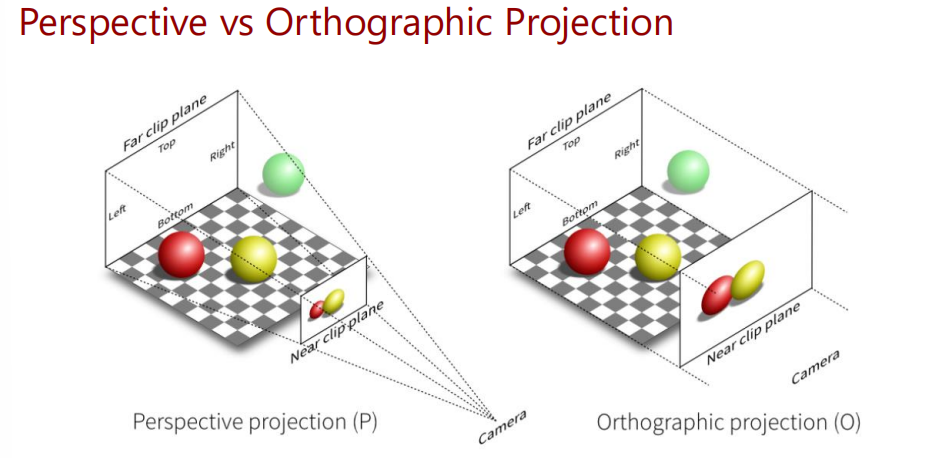 Perspective vs Orthographic Projection
Far clip plane
Top
Right
Left
Bottom
Near clip plane
Camera
Perspective projection (P)
Far clip plane
Top
Right
Left
Bottom
Near clip plane
Camera
Orthographic projection (O)